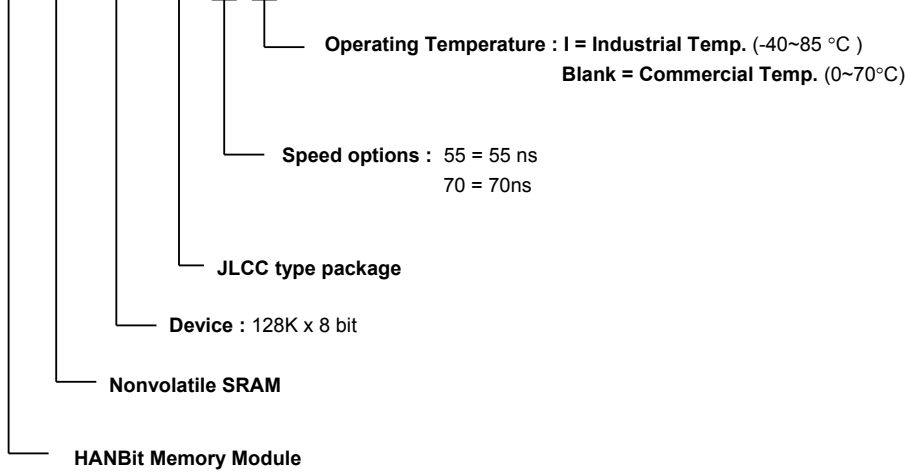 Operating Temperature : I = Industrial Temp. (-40~85 °C )
Blank = Commercial Temp. (0~70°C)
Speed options : 55 = 55 ns
70 = 70ns
JLCC type package
Device : 128K x 8 bit
Nonvolatile SRAM
HANBit Memory Module